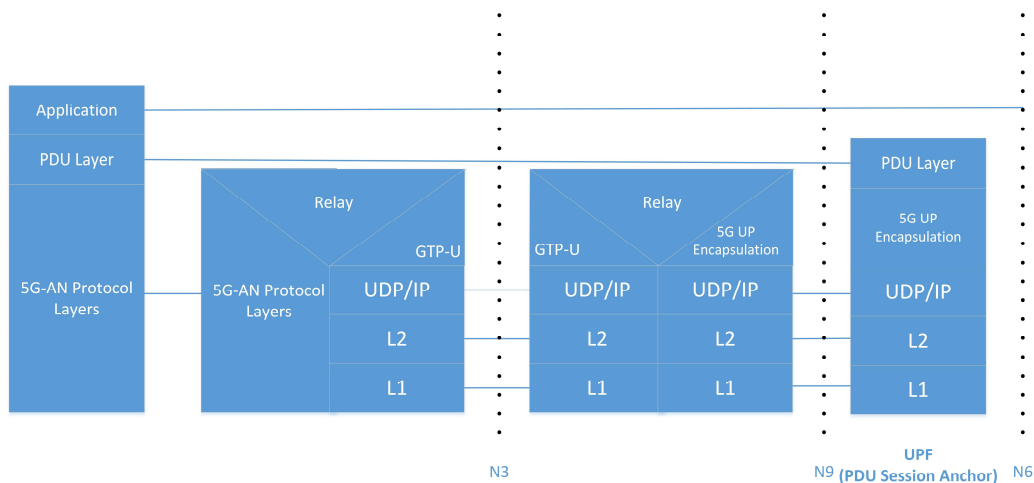 Application
PDU Layer
5G-AN Protocol
Layers
Relay
GTP-U
5G-AN Protocol
Layers
UDP/IP
L2
L1
Relay
GTP-U
5G UP
Encapsulation
UDP/IP
UDP/IP
L2
L2
L1
L1
PDU Layer
5G UP
Encapsulation
UDP/IP
L2
L1
N3
N9
UPF
(PDU Session Anchor)
N6